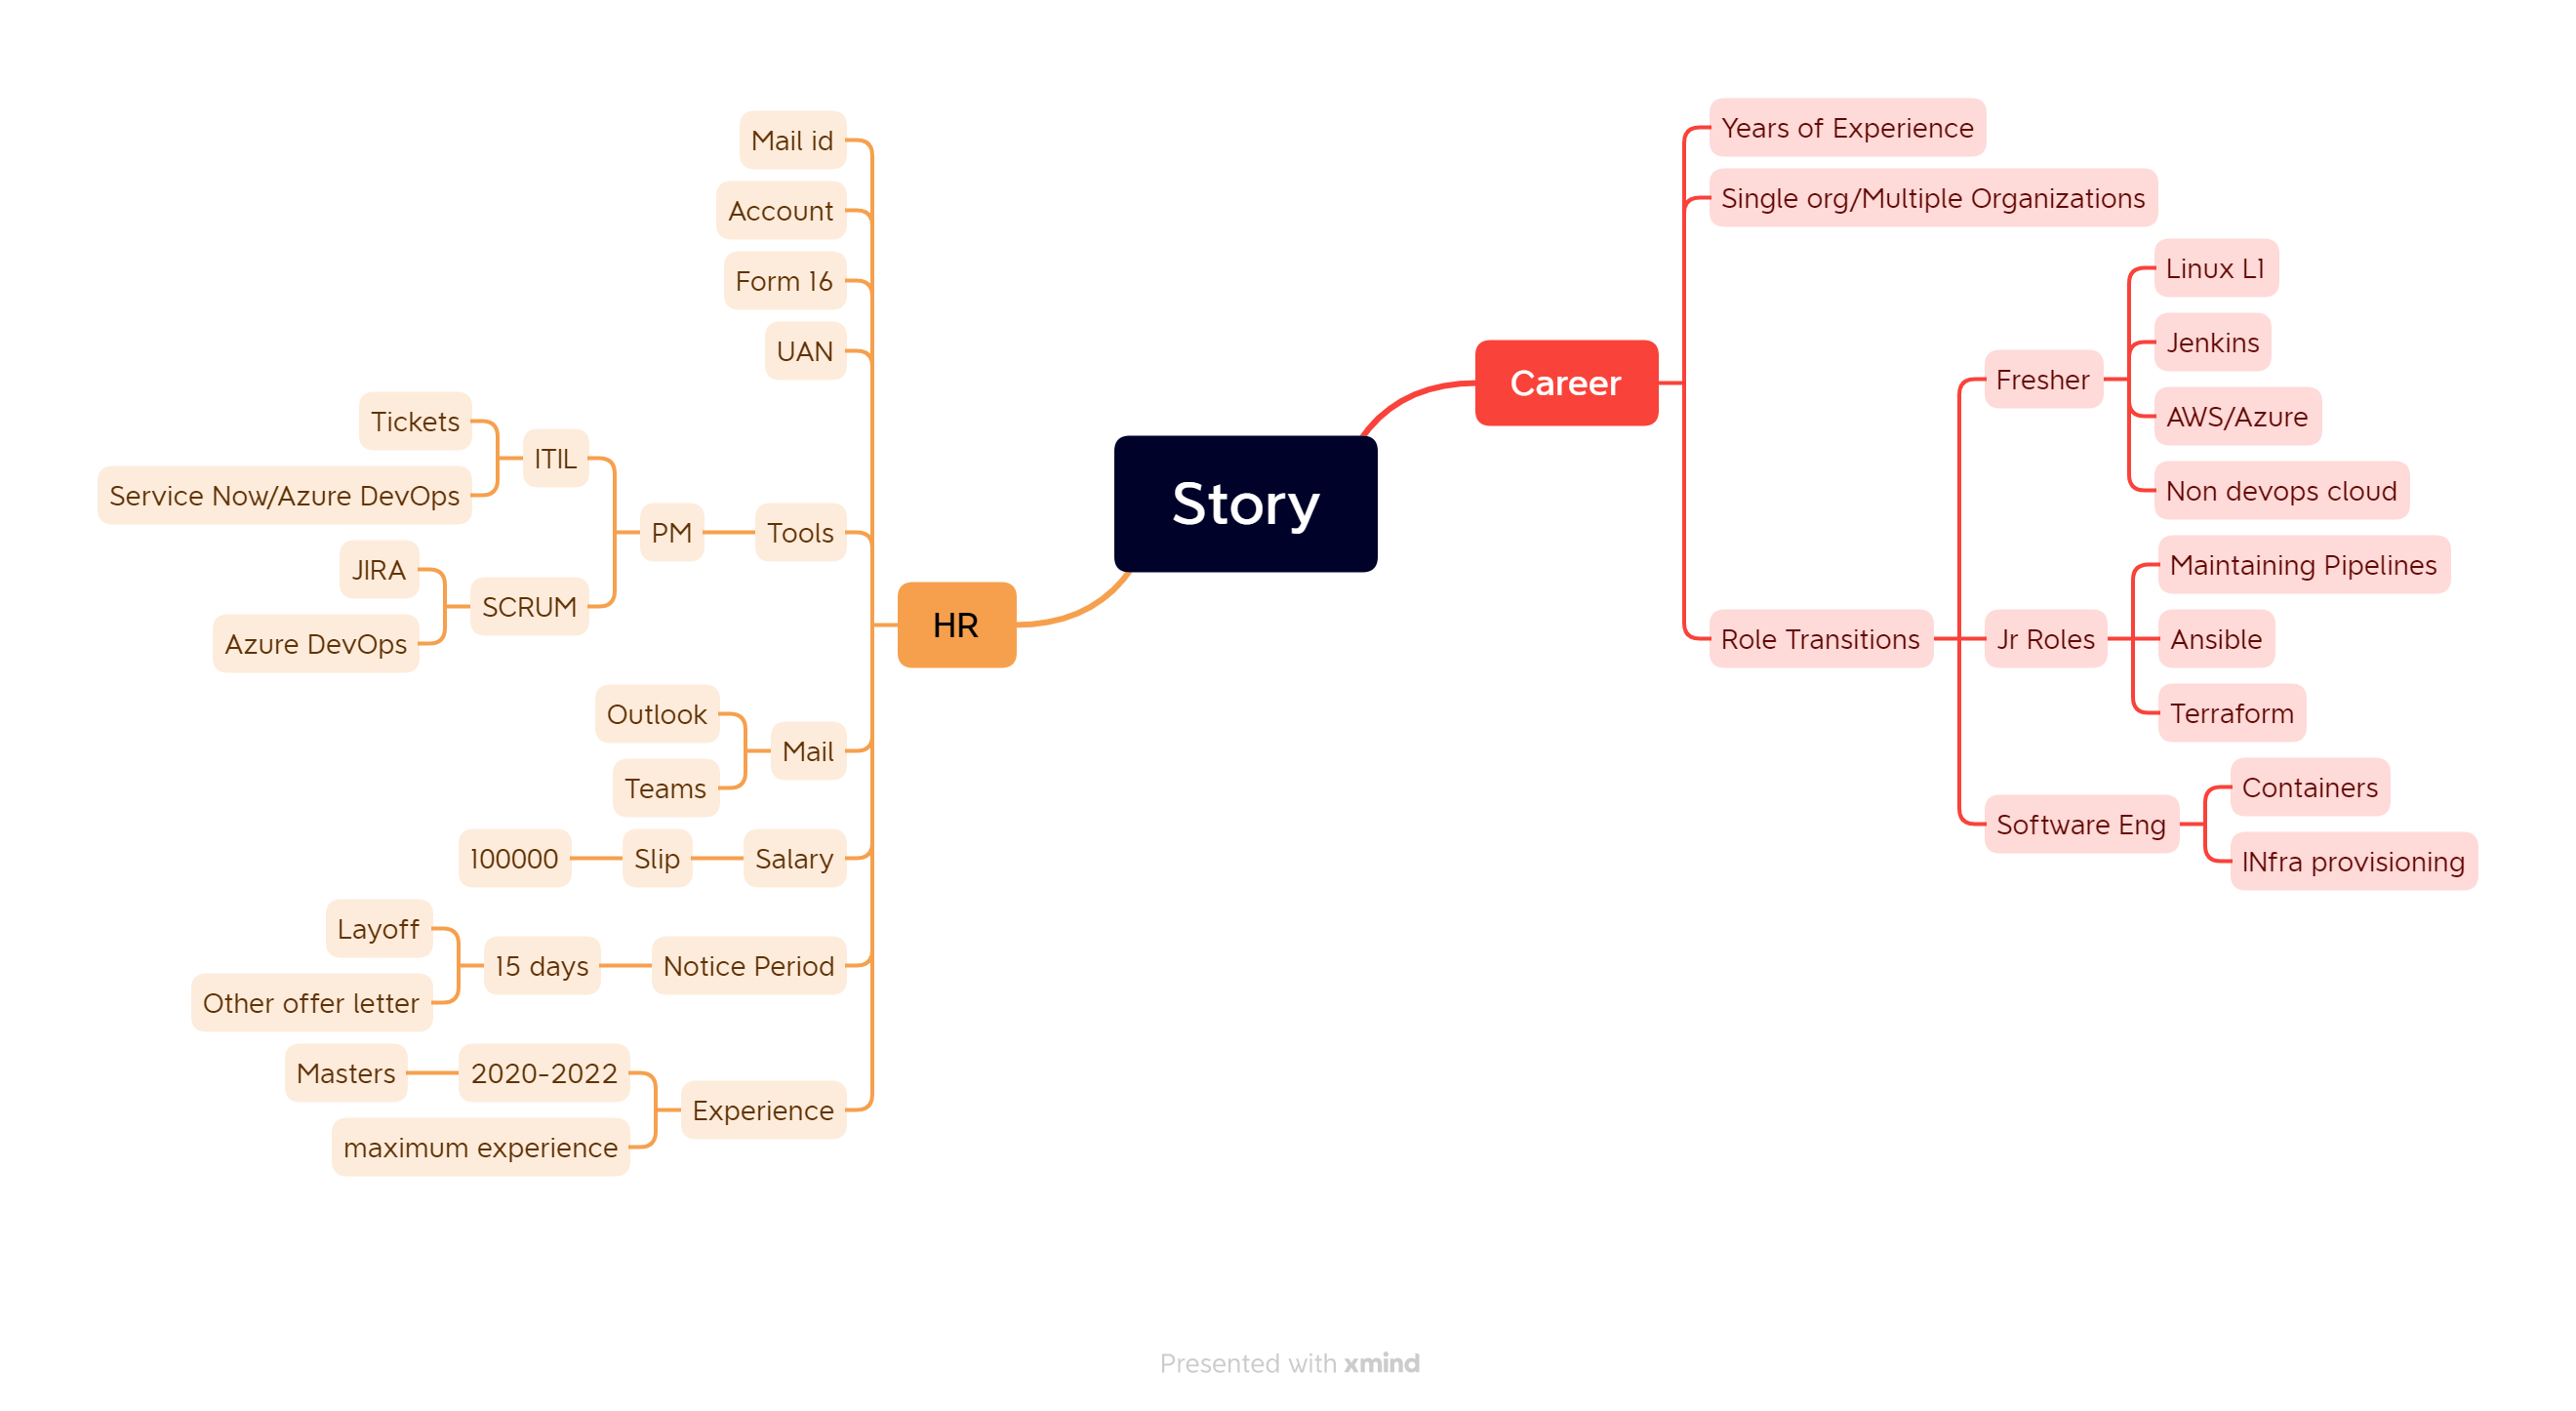 Story
Career
Years of Experience
Single org/Multiple Organizations
Role Transitions
Fresher
Linux L1
Jenkins
AWS/Azure
Non devops cloud
Jr Roles
Maintaining Pipelines
Ansible
Terraform
Software Eng
Containers
INfra provisioning
HR
Mail id
Account
Form 16
UAN
Tools
PM
ITIL
Tickets
Service Now/Azure DevOps
SCRUM
JIRA
Azure DevOps
Mail
Outlook
Teams
Salary
Slip
100000
Notice Period
15 days
Layoff
Other offer letter
Experience
2020-2022
Masters
maximum experience
Presented with xmind